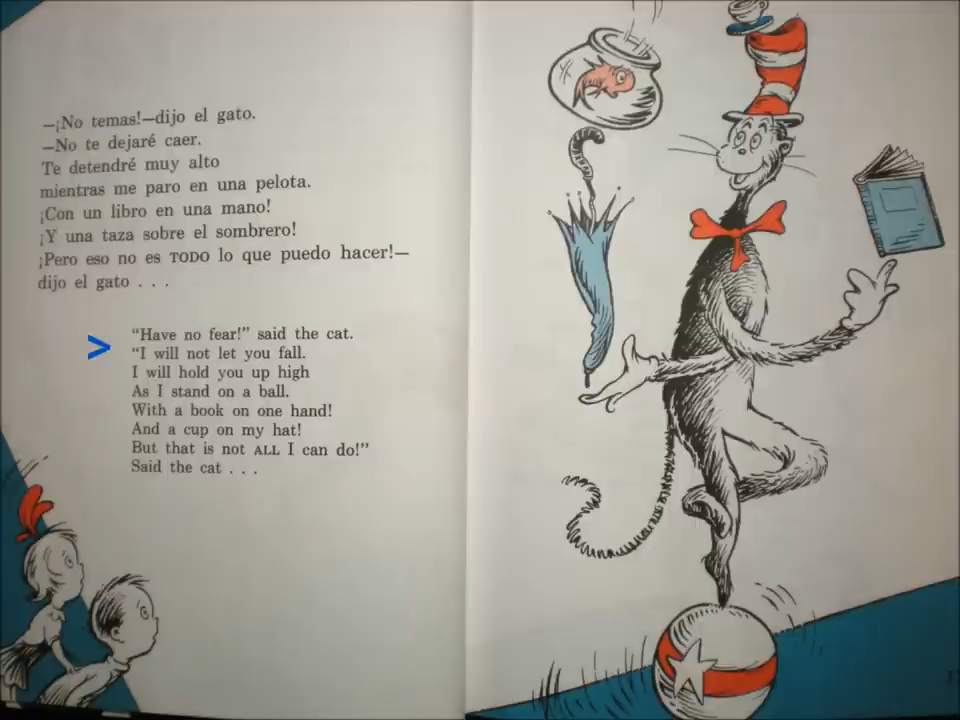 —¡No temas!—dijo el gato.
—No te dejaré caer.
Te detendré muy alto
mientras me paro en una pelota.
¡Con un libro en una mano!
¡Y una taza sobre el sombrero!
¡Pero eso no es TODO lo que puedo hacer!—
dijo el gato . . .
>
“Have no fear!” said the cat.
“I will not let you fall.
I will hold you up high
As I stand on a ball.
With a book on one hand!
And a cup on my hat!
But that is not ALL I can do!”
Said the cat . . .